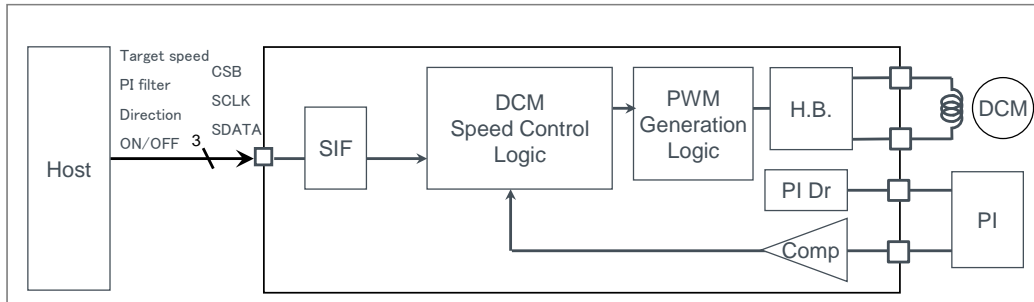 Host
Target speed
PI filter
Direction
ON/OFF
CSB
SCLK
SDATA
3
SIF
DCM
Speed Control
Logic
PWM
Generation
Logic
H.B.
DCM
PI Dr
PI
Comp